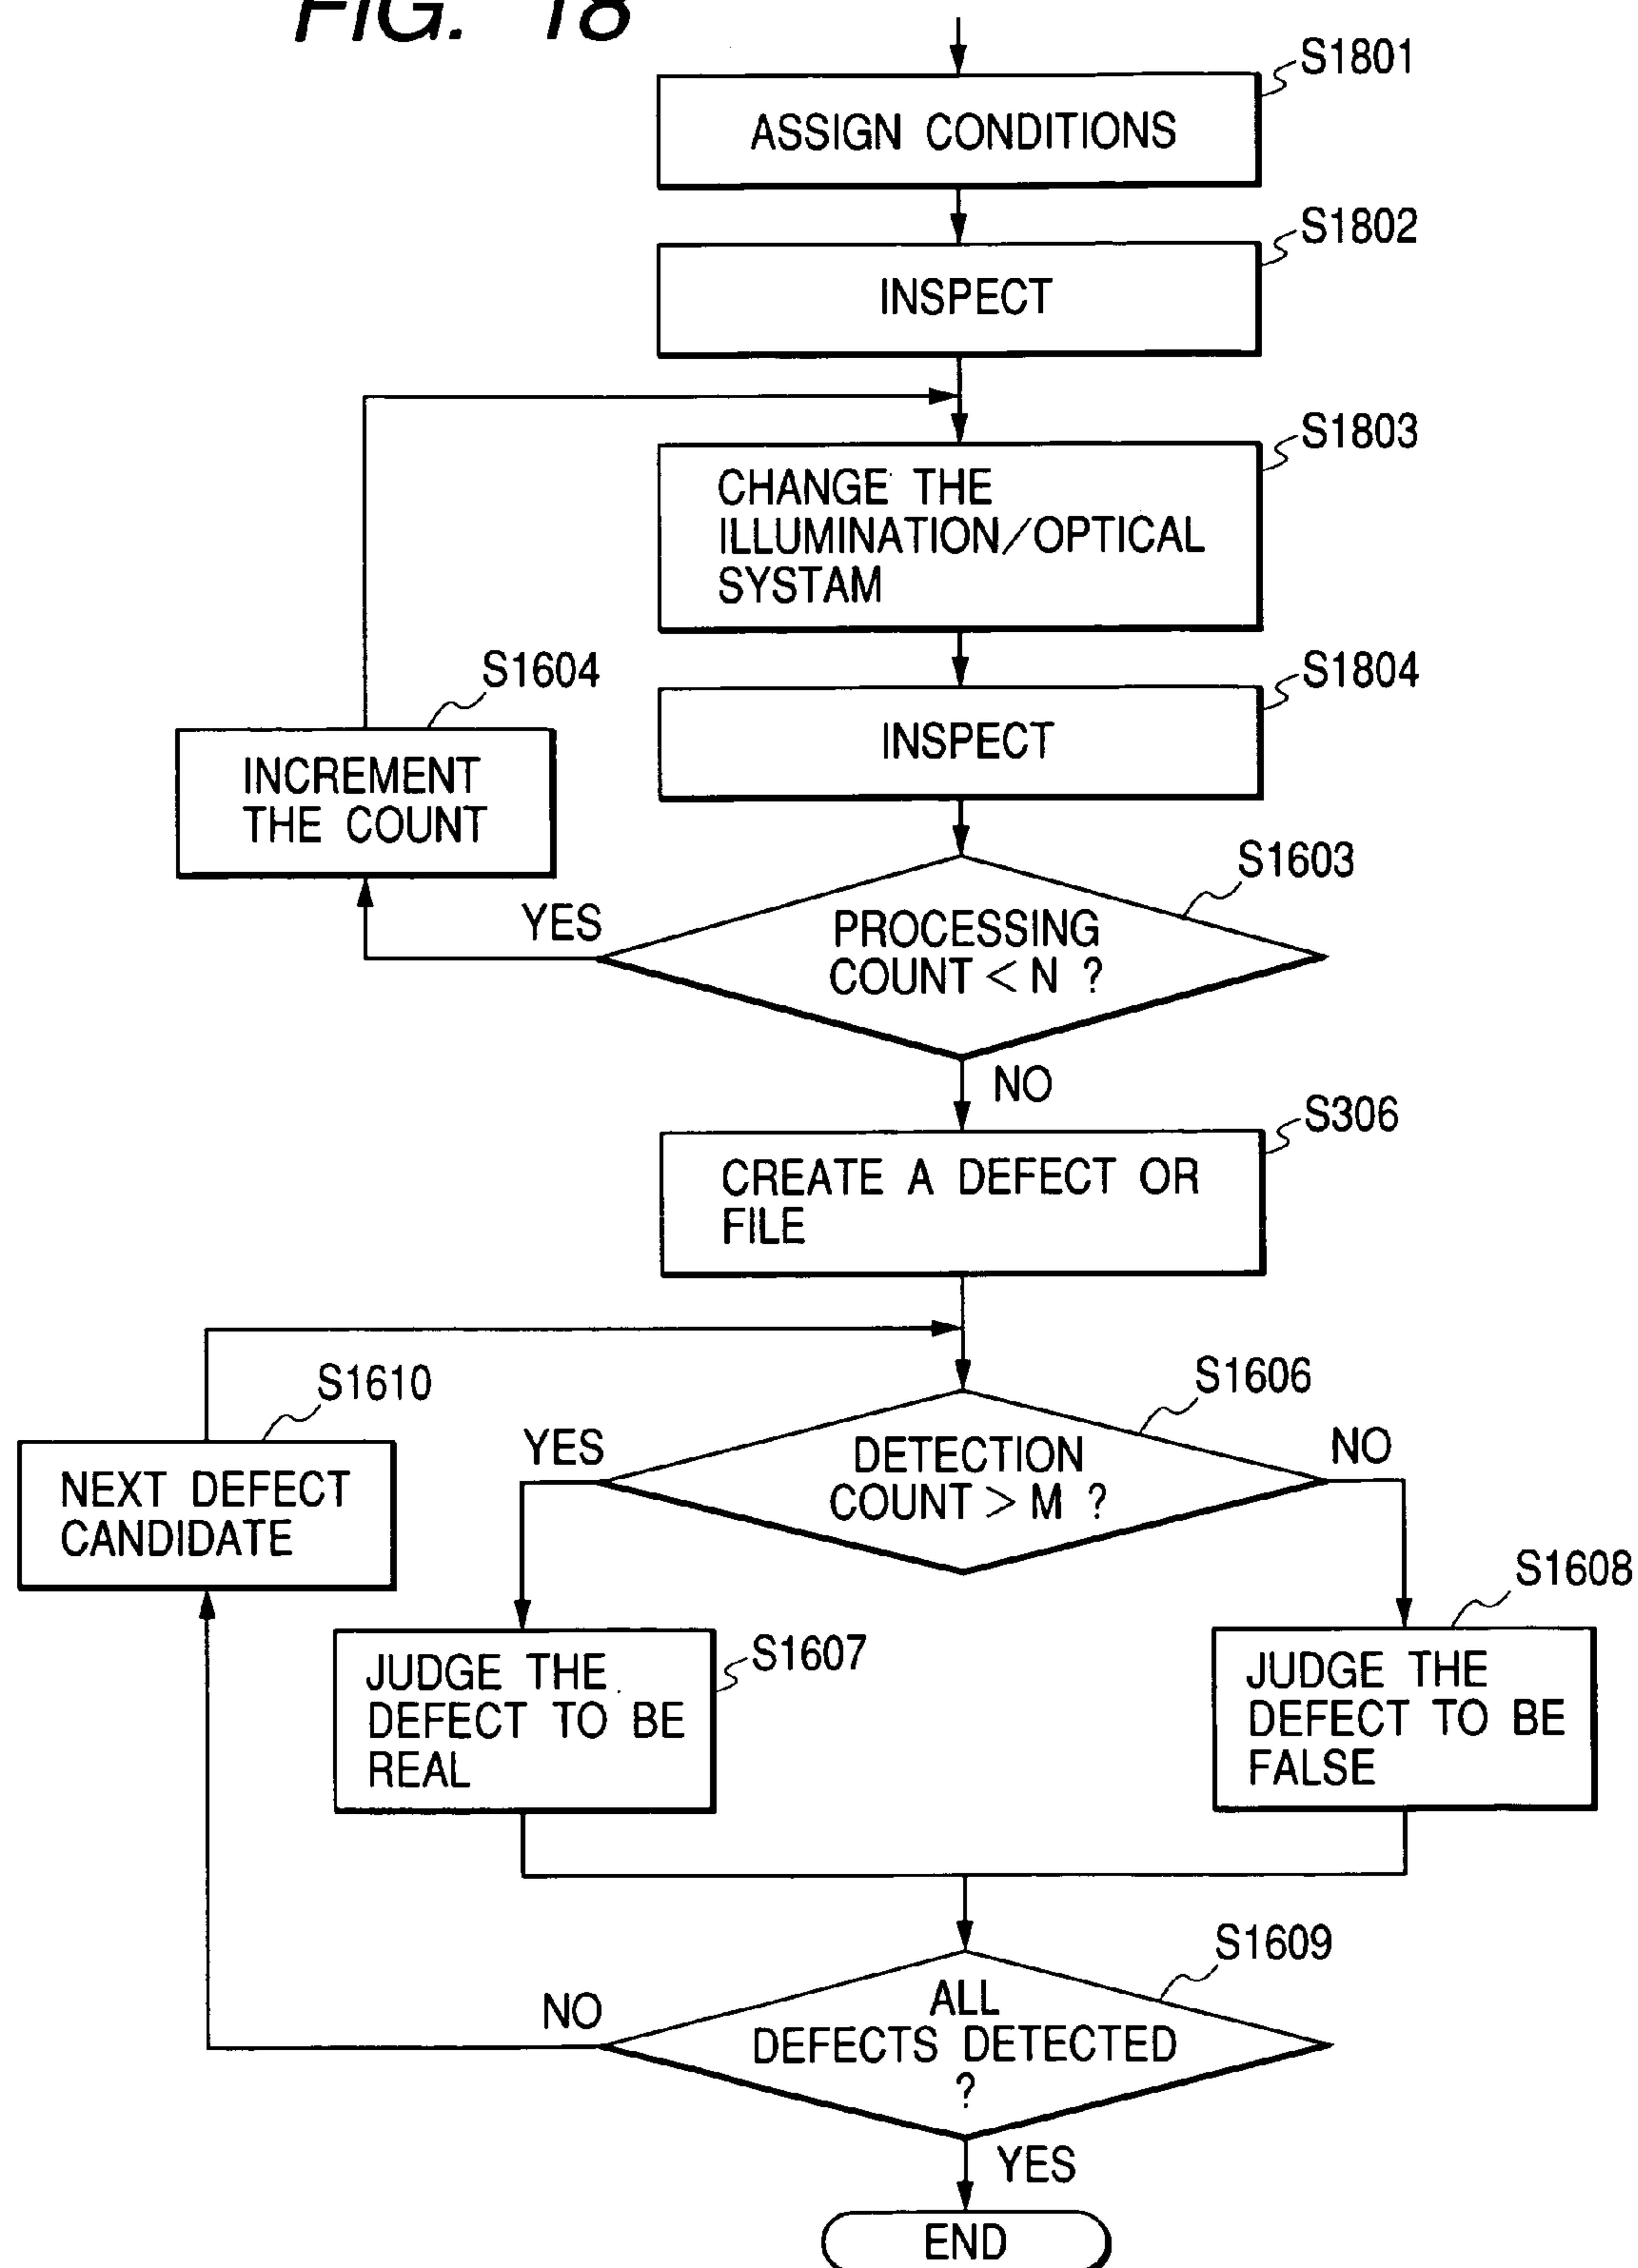 FIG. 18
S1801
ASSIGN CONDITIONS
S1802
INSPECT
S1803
CHANGE THE
ILLUMINATION/OPTICAL
SYSTAM
S1604
INCREMENT
THE COUNT
S1804
INSPECT
S1603
YES
PROCESSING
COUNT < N ?
NO
S306
CREATE A DEFECT OR
FILE
S1610
NEXT DEFECT
CANDIDATE
S1606
YES
DETECTION
COUNT > M ?
NO
S1607
JUDGE THE
DEFECT TO BE
REAL
S1608
JUDGE THE
DEFECT TO BE
FALSE
S1609
NO
ALL
DEFECTS DETECTED
?
YES
END